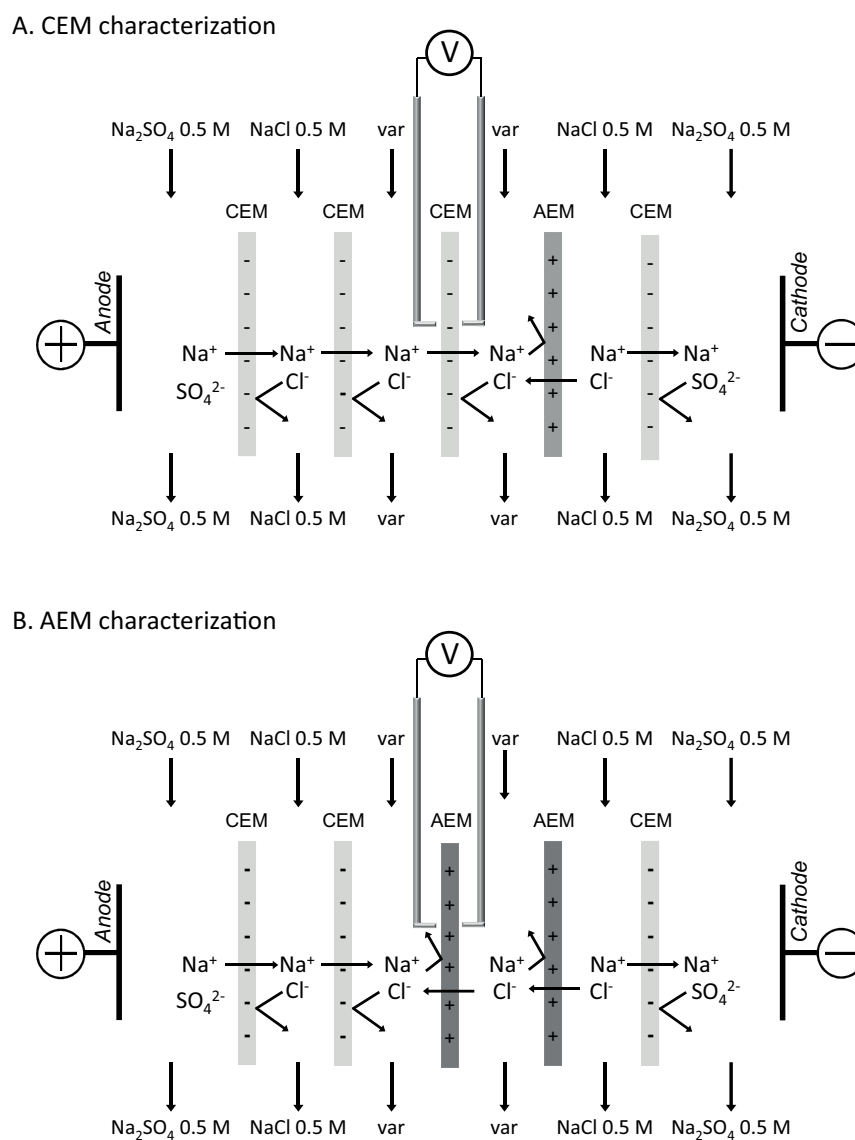 A. CEM characterization
V
Na₂SO₄ 0.5 M NaCl 0.5 M var var NaCl 0.5 M Na₂SO₄ 0.5 M
CEM CEM CEM AEM CEM
- - - + -
- - - + -
- - - + -
Anode Cathode
+ −
Na⁺ Na⁺ Na⁺ Na⁺ Na⁺ Na⁺
- - - + -
SO₄²⁻ Cl⁻ Cl⁻ Cl⁻ Cl⁻ SO₄²⁻
- - - + -
- - - + -
Na₂SO₄ 0.5 M NaCl 0.5 M var var NaCl 0.5 M Na₂SO₄ 0.5 M
B. AEM characterization
V
Na₂SO₄ 0.5 M NaCl 0.5 M var var NaCl 0.5 M Na₂SO₄ 0.5 M
CEM CEM AEM AEM CEM
- - + + -
- - + + -
- - + + -
Anode Cathode
+ −
Na⁺ Na⁺ Na⁺ Na⁺ Na⁺ Na⁺
- - + + -
SO₄²⁻ Cl⁻ Cl⁻ Cl⁻ Cl⁻ SO₄²⁻
- - + + -
- - + + -
Na₂SO₄ 0.5 M NaCl 0.5 M var var NaCl 0.5 M Na₂SO₄ 0.5 M